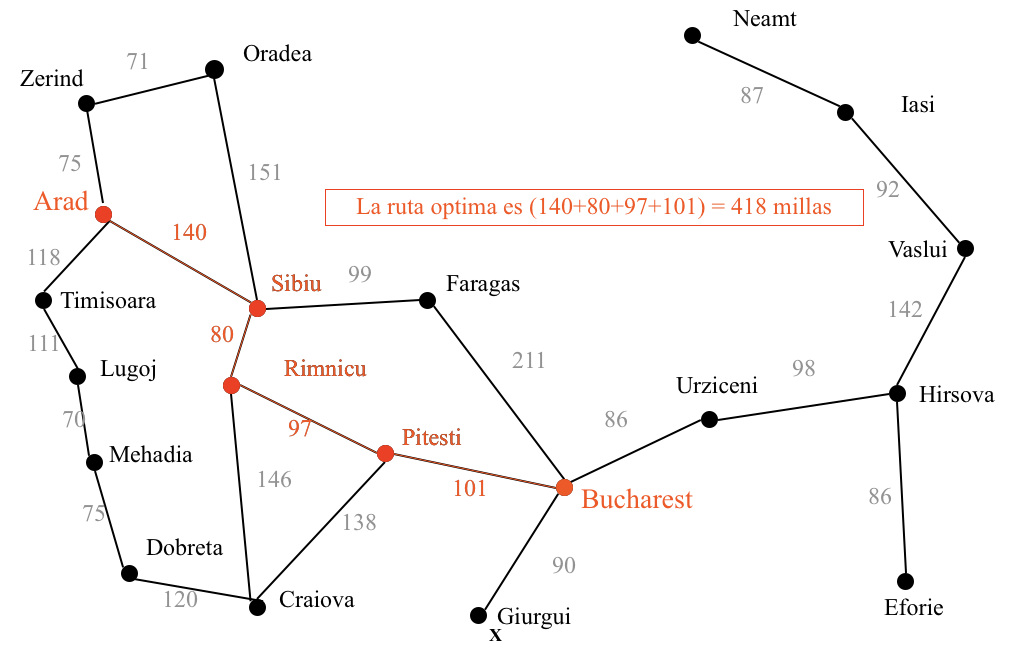 Neamt
Oradea
71
Zerind
87
Iasi
75
151
92
Arad
La ruta optima es (140+80+97+101) = 418 millas
140
118
Vaslui
Sibiu
99
Faragas
Timisoara
142
80
111
211
Lugoj
Rimnicu
98
Urziceni
Hirsova
70
97
Pitesti
86
Mehadia
146
101
Bucharest
86
75
138
Dobreta
90
120
Craiova
Giurgui
Eforie
x